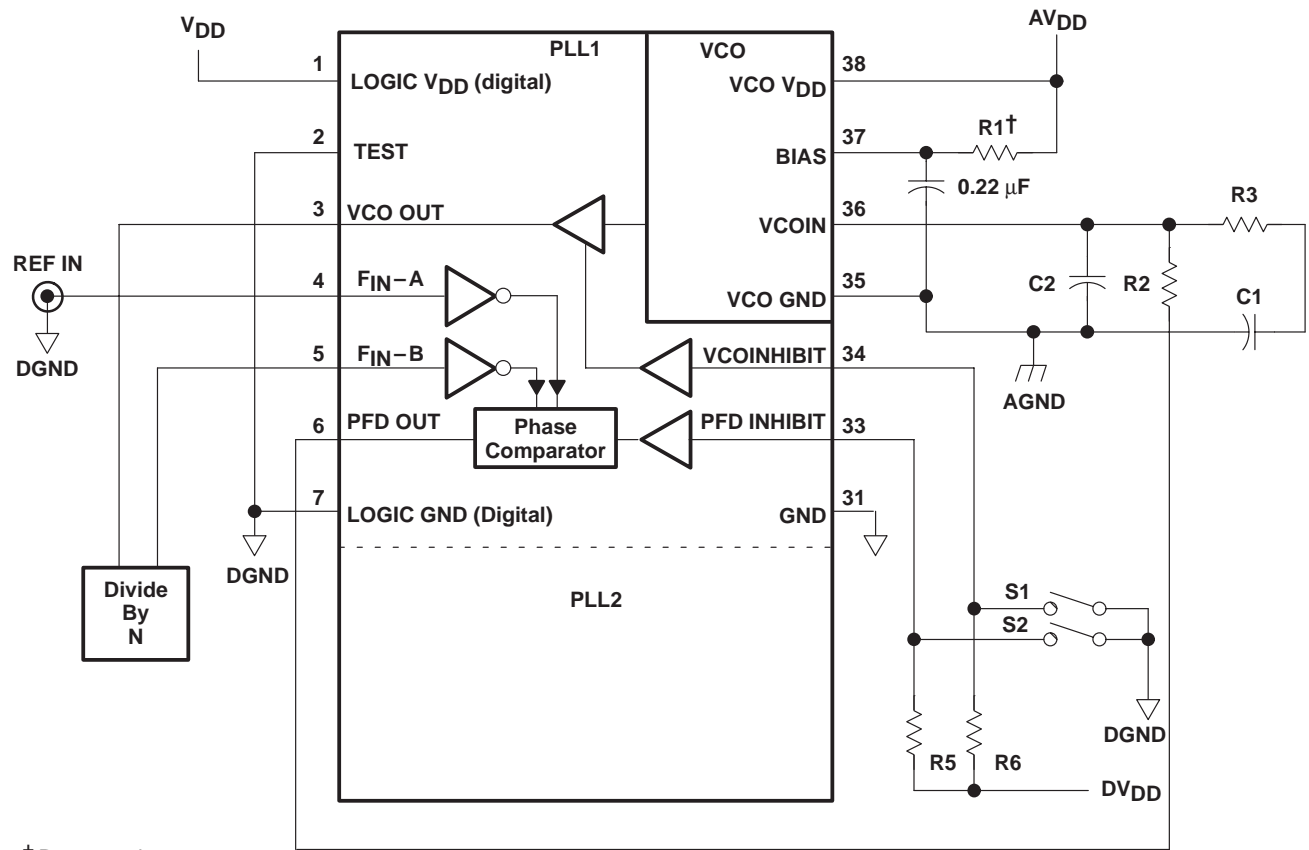 VDD
PLL1
VCO
AVDD
1
LOGIC VDD (digital)
VCO VDD
38
2
TEST
BIAS
37
R1†
0.22 μF
3
VCO OUT
VCOIN
36
R3
REF IN
4
FIN−A
VCO GND
35
C2
R2
C1
DGND
5
FIN−B
VCOINHIBIT
34
AGND
6
PFD OUT
Phase
Comparator
PFD INHIBIT
33
7
LOGIC GND (Digital)
GND
31
DGND
Divide
By
N
PLL2
S1
S2
DGND
R5
R6
DVDD
†